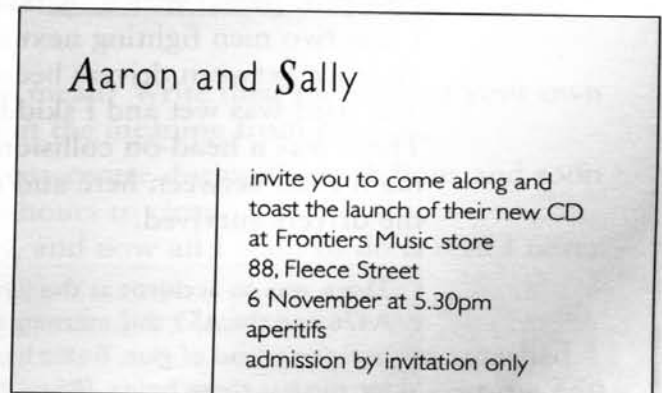 Aaron and Sally
invite you to come along and
toast the launch of their new CD
at Frontiers Music store
88, Fleece Street
6 November at 5.30pm
aperitifs
admission by invitation only